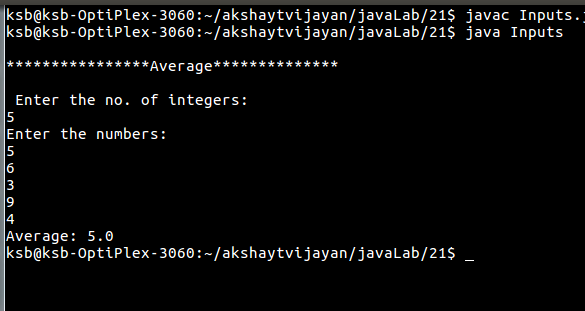 ksb@ksb-OptiPlex-3060:~/akshaytvijayan/javaLab/21$ javac Inputs.
ksb@ksb-OptiPlex-3060:~/akshaytvijayan/javaLab/21$ java Inputs
****************Average**************
Enter the no. of integers:
5
Enter the numbers:
5
6
3
9
4
Average: 5.0
ksb@ksb-OptiPlex-3060:~/akshaytvijayan/javaLab/21$ _